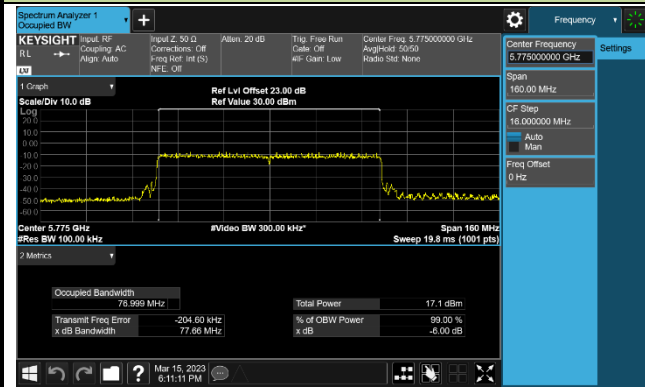 Spectrum Analyzer 1
Occupied BW
+
Frequency
KEYSIGHT
RL
LXI
Input: RF
Coupling: AC
Align: Auto
Input Z: 50 Ω
Corrections: Off
Freq Ref: Int (S)
NFE: Off
Atten: 20 dB
Trig: Free Run
Gate: Off
#IF Gain: Low
Center Freq: 5.775000000 GHz
Avg|Hold: 50/50
Radio Std: None
Center Frequency
5.775000000 GHz
Settings
Span
160.00 MHz
CF Step
16.000000 MHz
Auto
Man
Freq Offset
0 Hz
1 Graph
Scale/Div 10.0 dB
Ref Lvl Offset 23.00 dB
Ref Value 30.00 dBm
Log
20.0
10.0
0.00
-10.0
-20.0
-30.0
-40.0
-50.0
-60.0
Center 5.775 GHz
#Res BW 100.00 kHz
#Video BW 300.00 kHz*
Span 160 MHz
Sweep 19.8 ms (1001 pts)
2 Metrics
Occupied Bandwidth
76.999 MHz
Total Power 17.1 dBm
Transmit Freq Error -204.60 kHz
% of OBW Power 99.00 %
x dB Bandwidth 77.66 MHz
x dB -6.00 dB
?
Mar 15, 2023
6:11:11 PM